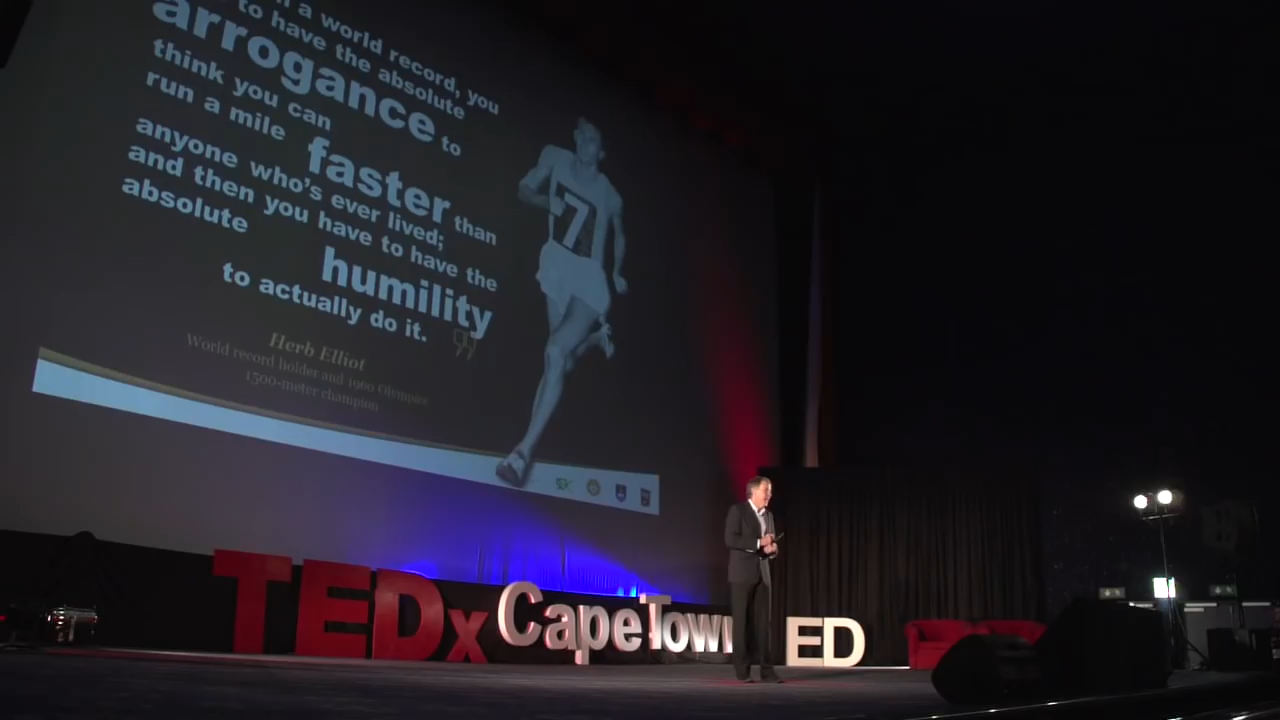 a world record, you
to have the absolute
arrogance to
think you can
run a mile faster than
anyone who's ever lived;
and then you have to have the
absolute humility
to actually do it.
Herb Elliot
World record holder and 1960 Olympics
1500-meter champion
7
TEDx CapeTown ED